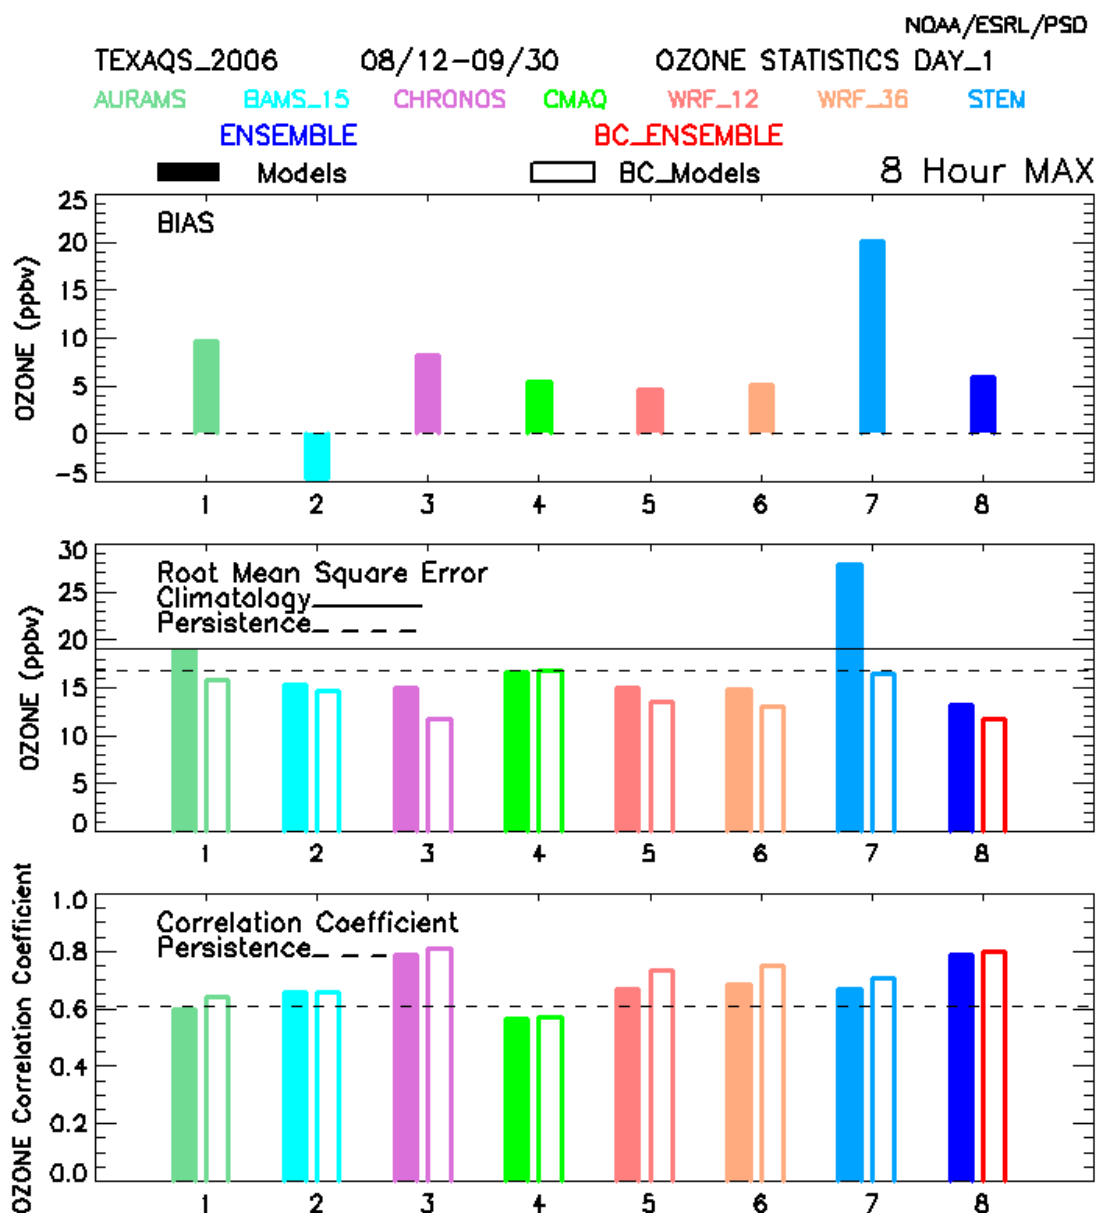 NOAA/ESRL/PSD
TEXAQS_2006 08/12-09/30 OZONE STATISTICS DAY_1
AURAMS BAMS_15 CHRONOS CMAQ WRF_12 WRF_36 STEM
ENSEMBLE BC_ENSEMBLE
Models BC_Models 8 Hour MAX
BIAS
OZONE (ppbv)
25
20
15
10
5
0
-5
1 2 3 4 5 6 7 8
Root Mean Square Error
Climatology
Persistence
OZONE (ppbv)
30
25
20
15
10
5
0
1 2 3 4 5 6 7 8
Correlation Coefficient
Persistence
OZONE Correlation Coefficient
1.0
0.8
0.6
0.4
0.2
0.0
1 2 3 4 5 6 7 8